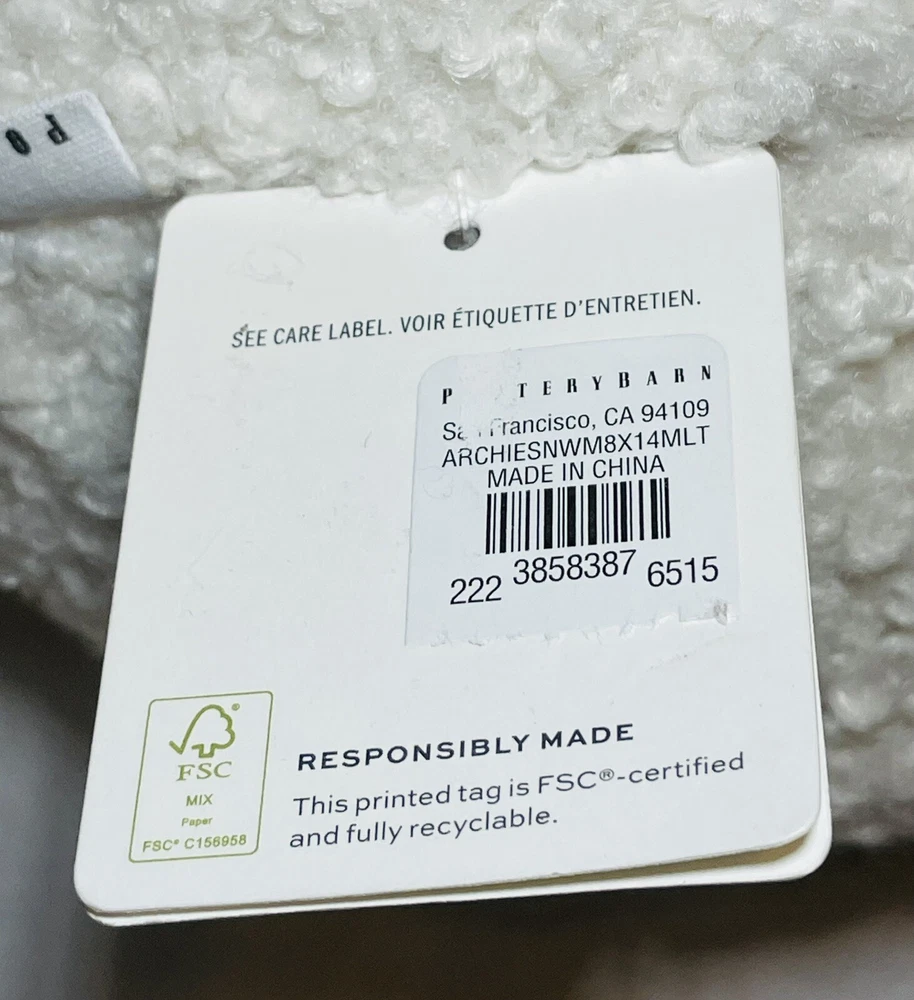 SEE CARE LABEL. VOIR ÉTIQUETTE D'ENTRETIEN.
P TERYBARN
Francisco, CA 94109
ARCHIESNWM8X14MLT
MADE IN CHINA
222 3858387 6515
FSC
MIX
Paper
FSC® C156958
RESPONSIBLY MADE
This printed tag is FSC®-certified
and fully recyclable.